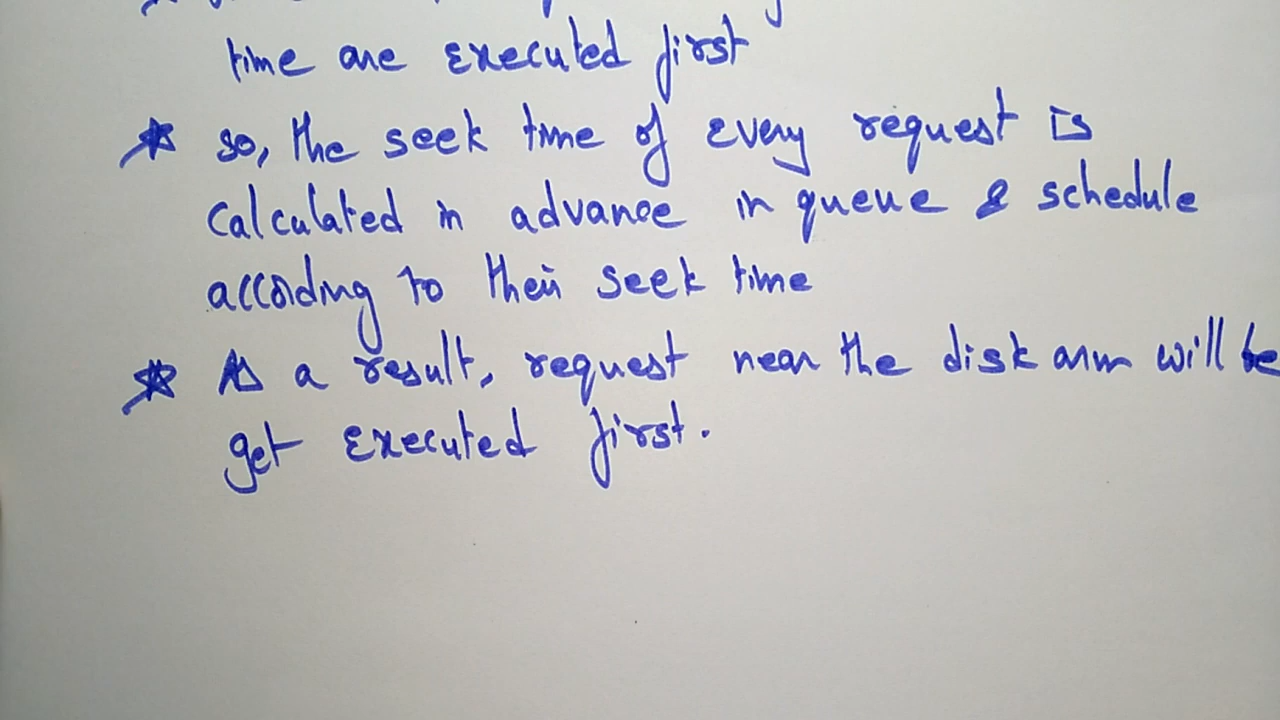 time are executed first
* so, the seek time of every request is
calculated in advance in queue & schedule
according to their seek time
* As a result, request near the disk arm will be
get executed first.